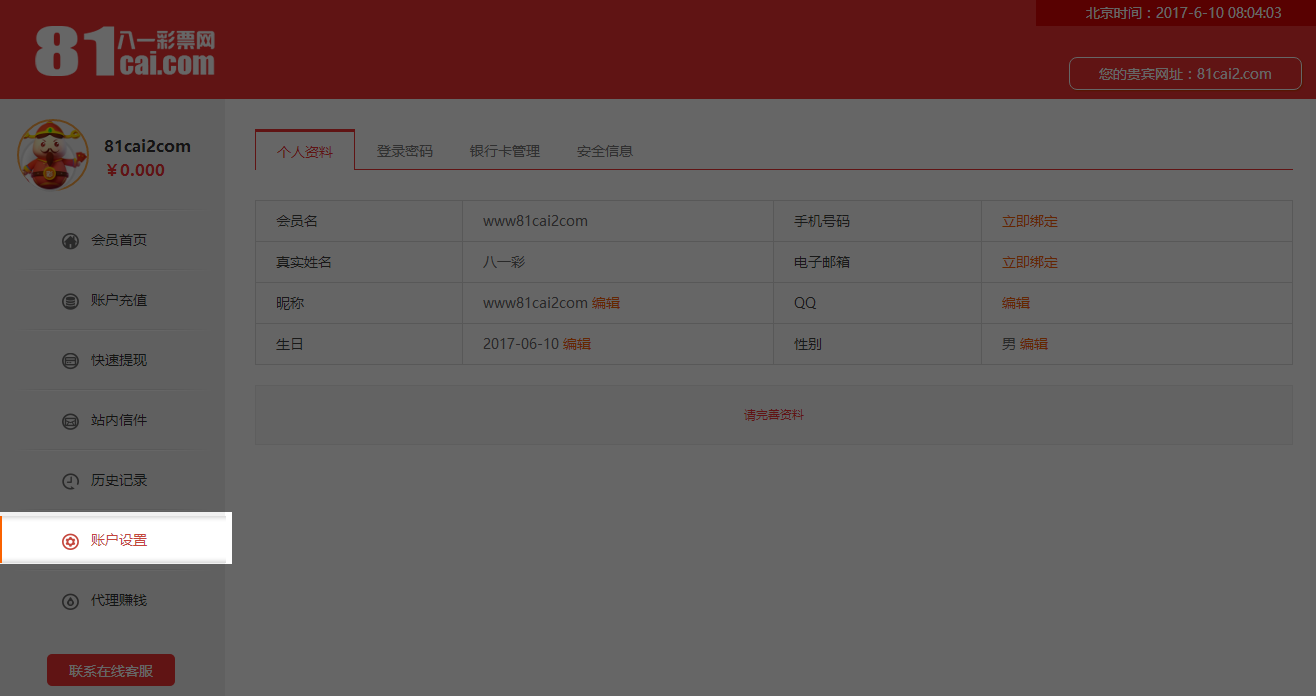 北京时间：2017-6-10 08:04:03
81
八一彩票网
cai.com
您的贵宾网址：81cai2.com
81cai2com
￥0.000
会员首页
账户充值
快速提现
站内信件
历史记录
账户设置
代理赚钱
联系在线客服
个人资料 登录密码 银行卡管理 安全信息
会员名 www81cai2com 手机号码 立即绑定
真实姓名 八一彩 电子邮箱 立即绑定
昵称 www81cai2com 编辑 QQ 编辑
生日 2017-06-10 编辑 性别 男 编辑
请完善资料